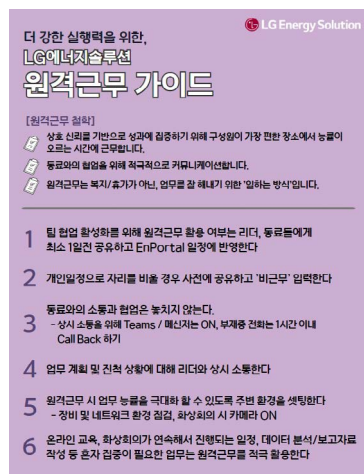 LG Energy Solution
더 강한 실행력을 위한,
LG에너지솔루션
원격근무 가이드
[원격근무 철학]
상호 신뢰를 기반으로 성과에 집중하기 위해 구성원이 가장 편한 장소에서 능률이
오르는 시간에 근무합니다.
동료와의 협업을 위해 적극적으로 커뮤니케이션합니다.
원격근무는 복지/휴가가 아닌, 업무를 잘 해내기 위한 '일하는 방식'입니다.
1 팀 협업 활성화를 위해 원격근무 활용 여부는 리더, 동료들에게
최소 1일전 공유하고 EnPortal 일정에 반영한다
2 개인일정으로 자리를 비울 경우 사전에 공유하고 '비근무' 입력한다
3 동료와의 소통과 협업은 놓치지 않는다.
- 상시 소통을 위해 Teams / 메신저는 ON, 부재중 전화는 1시간 이내
Call Back 하기
4 업무 계획 및 진척 상황에 대해 리더와 상시 소통한다
5 원격근무 시 업무 능률을 극대화 할 수 있도록 주변 환경을 셋팅한다
- 장비 및 네트워크 환경 점검, 화상회의 시 카메라 ON
6 온라인 교육, 화상회의가 연속해서 진행되는 일정, 데이터 분석/보고자료
작성 등 혼자 집중이 필요한 업무는 원격근무를 적극 활용한다